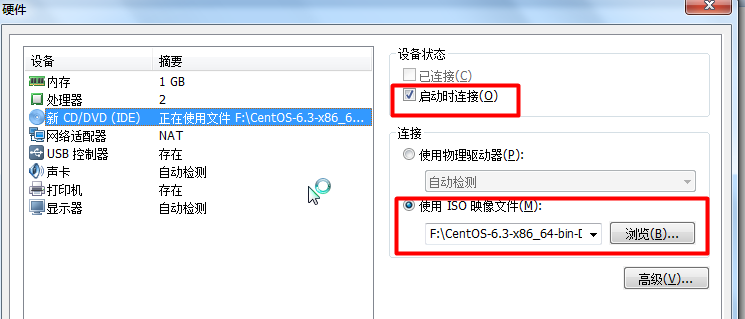 硬件
设备 摘要
内存 1 GB
处理器 2
新 CD/DVD (IDE) 正在使用文件 F:\CentOS-6.3-x86_6...
网络适配器 NAT
USB 控制器 存在
声卡 自动检测
打印机 存在
显示器 自动检测
设备状态
已连接(C)
启动时连接(O)
连接
使用物理驱动器(P):
自动检测
使用 ISO 映像文件(M):
F:\CentOS-6.3-x86_64-bin-D 浏览(B)...
高级(V)...